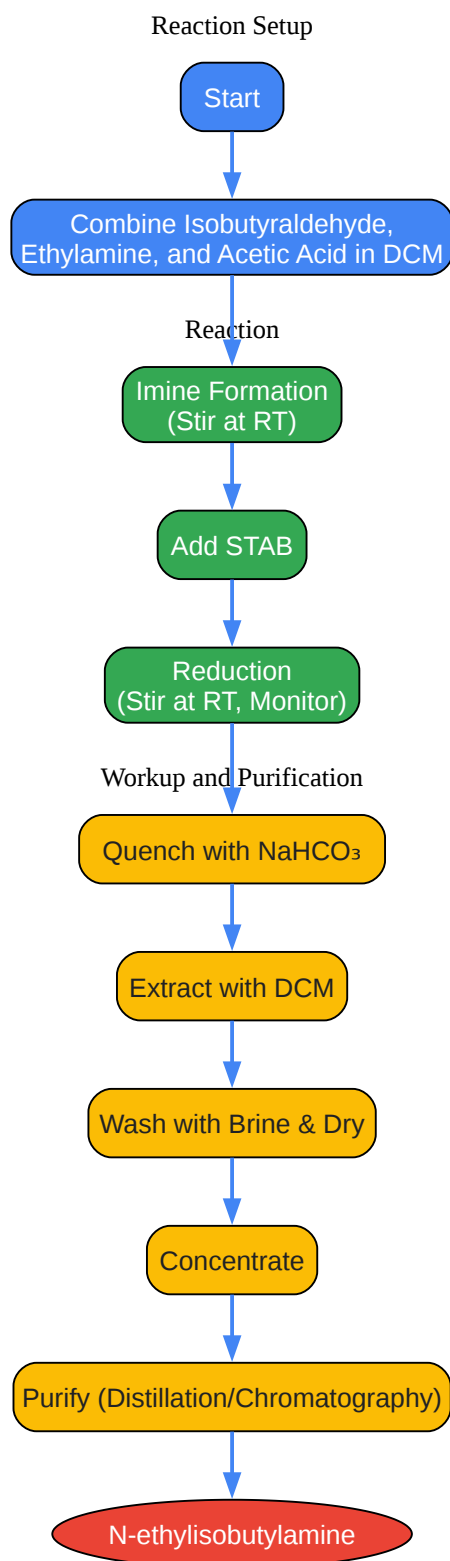 Reaction Setup
Start
Combine Isobutyraldehyde,
Ethylamine, and Acetic Acid in DCM
Reaction
Imine Formation
(Stir at RT)
Add STAB
Reduction
(Stir at RT, Monitor)
Workup and Purification
Quench with NaHCO₃
Extract with DCM
Wash with Brine & Dry
Concentrate
Purify (Distillation/Chromatography)
N-ethylisobutylamine